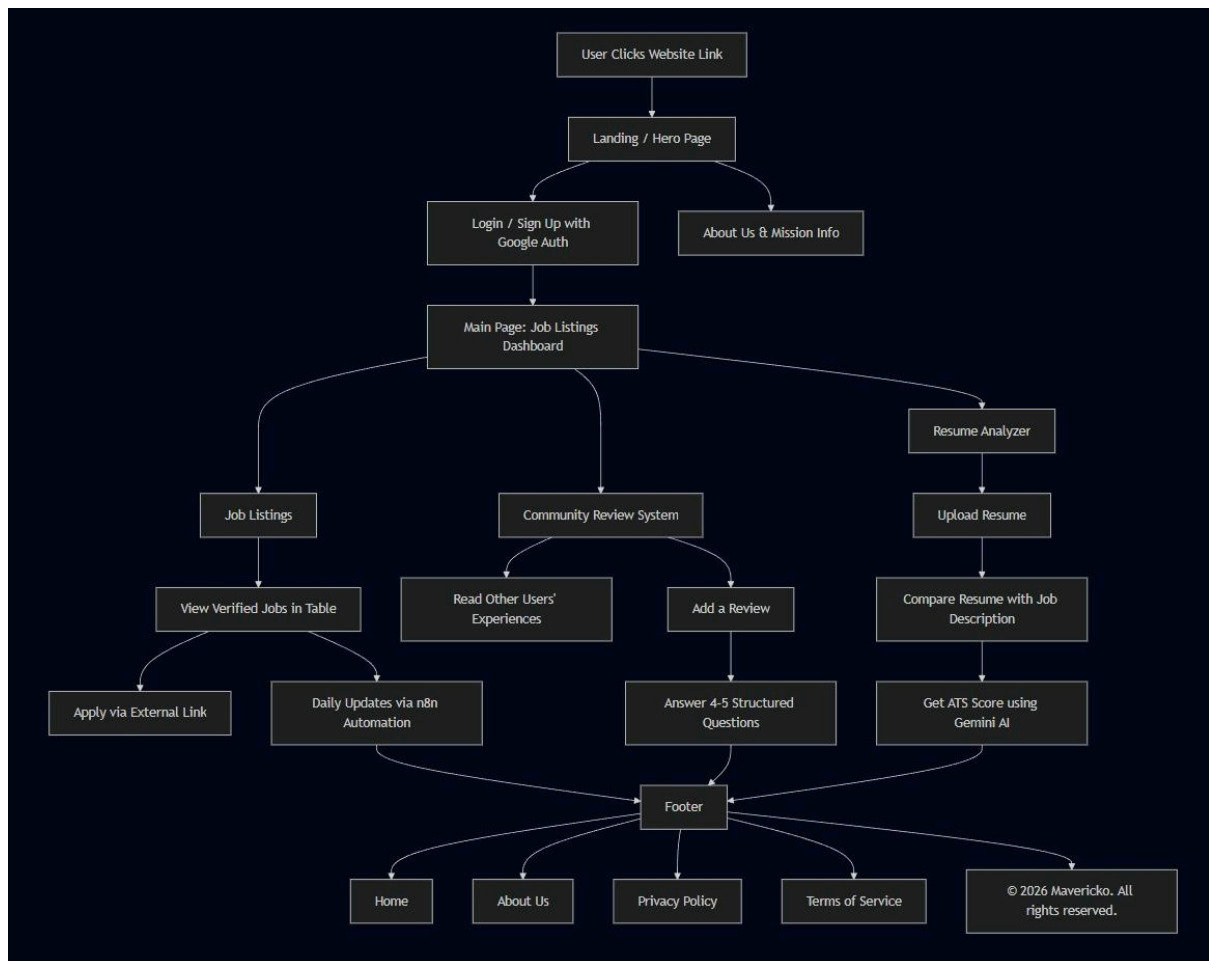 User Clicks Website Link
Landing / Hero Page
Login / Sign Up with
Google Auth
About Us & Mission Info
Main Page: Job Listings
Dashboard
Resume Analyzer
Job Listings
Community Review System
Upload Resume
View Verified Jobs in Table
Read Other Users'
Experiences
Add a Review
Compare Resume with Job
Description
Apply via External Link
Daily Updates via n8n
Automation
Answer 4-5 Structured
Questions
Get ATS Score using
Gemini AI
Footer
Home
About Us
Privacy Policy
Terms of Service
© 2026 Mavericko. All
rights reserved.